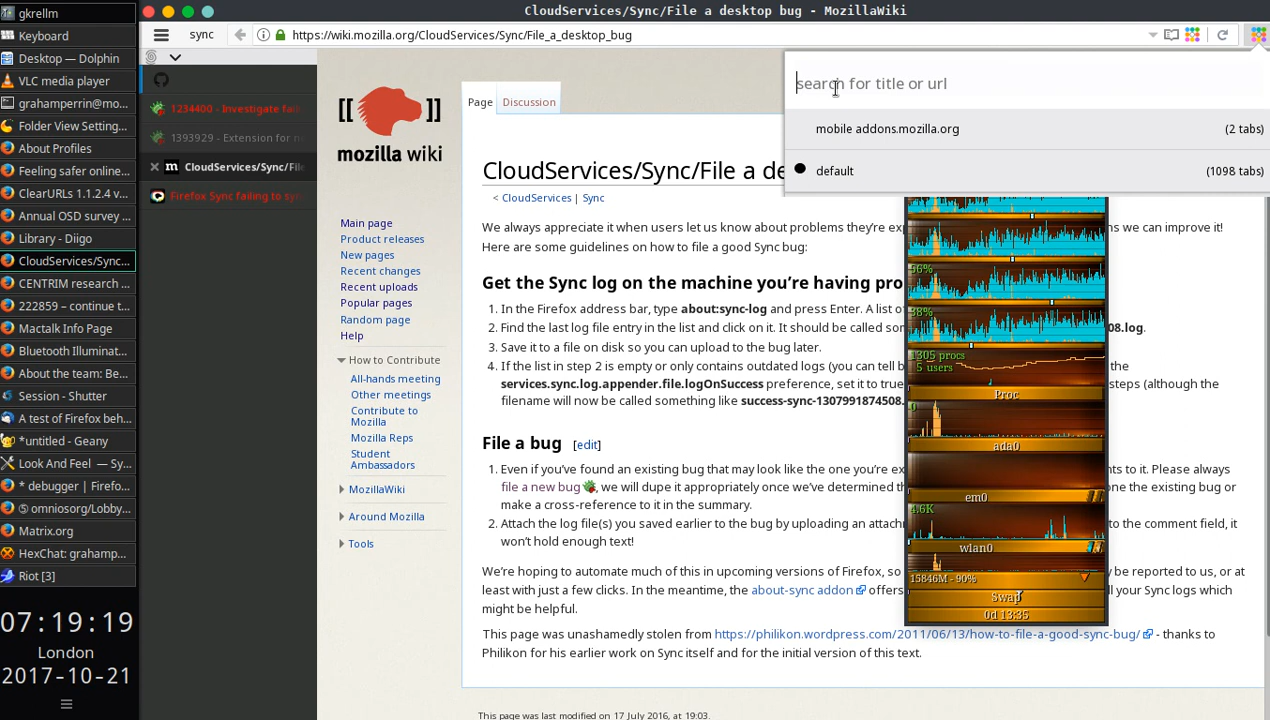 gkrellm
Keyboard
Desktop — Dolphin
VLC media player
grahamperrin@mo...
Folder View Setting...
About Profiles
Feeling safer online...
ClearURLs 1.1.2.4 v...
Annual OSD survey ...
Library - Diigo
CloudServices/Sync...
CENTRIM research ...
222859 – continue t...
Mactalk Info Page
Bluetooth Illuminat...
About the team: Be...
Session - Shutter
A test of Firefox beh...
*untitled - Geany
Look And Feel — Sy...
* debugger | Firefo...
⑤ omniosorg/Lobby...
Matrix.org
HexChat: grahamp...
Riot [3]
07:19:19
London
2017-10-21
CloudServices/Sync/File a desktop bug - MozillaWiki
sync
https://wiki.mozilla.org/CloudServices/Sync/File_a_desktop_bug
1234400 - Investigate fail
1393929 - Extension for n
CloudServices/Sync/File
Firefox Sync failing to syn
search for title or url
mobile addons.mozilla.org (2 tabs)
default (1098 tabs)
[[ ]]
mozilla wiki
Main page
Product releases
New pages
Recent changes
Recent uploads
Popular pages
Random page
Help
How to Contribute
All-hands meeting
Other meetings
Contribute to
Mozilla
Mozilla Reps
Student
Ambassadors
MozillaWiki
Around Mozilla
Tools
Page Discussion
CloudServices/Sync/File a de
< CloudServices | Sync
We always appreciate it when users let us know about problems they're ex ns we can improve it!
Here are some guidelines on how to file a good Sync bug:
Get the Sync log on the machine you're having pro
1. In the Firefox address bar, type about:sync-log and press Enter. A list o
2. Find the last log file entry in the list and click on it. It should be called so 08.log.
3. Save it to a file on disk so you can upload to the bug later.
4. If the list in step 2 is empty or only contains outdated logs (you can tell b the
services.sync.log.appender.file.logOnSuccess preference, set it to true steps (although the
filename will now be called something like success-sync-1307991874508.
File a bug [edit]
1. Even if you've found an existing bug that may look like the one you're ex nts to it. Please always
file a new bug, we will dupe it appropriately once we've determined th one the existing bug or
make a cross-reference to it in the summary.
2. Attach the log file(s) you saved earlier to the bug by uploading an attach to the comment field, it
won't hold enough text!
We're hoping to automate much of this in upcoming versions of Firefox, so y be reported to us, or at
least with just a few clicks. In the meantime, the about-sync addon offers ll your Sync logs which
might be helpful.
This page was unashamedly stolen from https://philikon.wordpress.com/2011/06/13/how-to-file-a-good-sync-bug/ - thanks to
Philikon for his earlier work on Sync itself and for the initial version of this text.
This page was last modified on 17 July 2016, at 19:03.
56%
38%
1305 procs
5 users
Proc
0
ada0
em0
4.6K
wlan0
15846M - 90%
Swap
0d 13:35